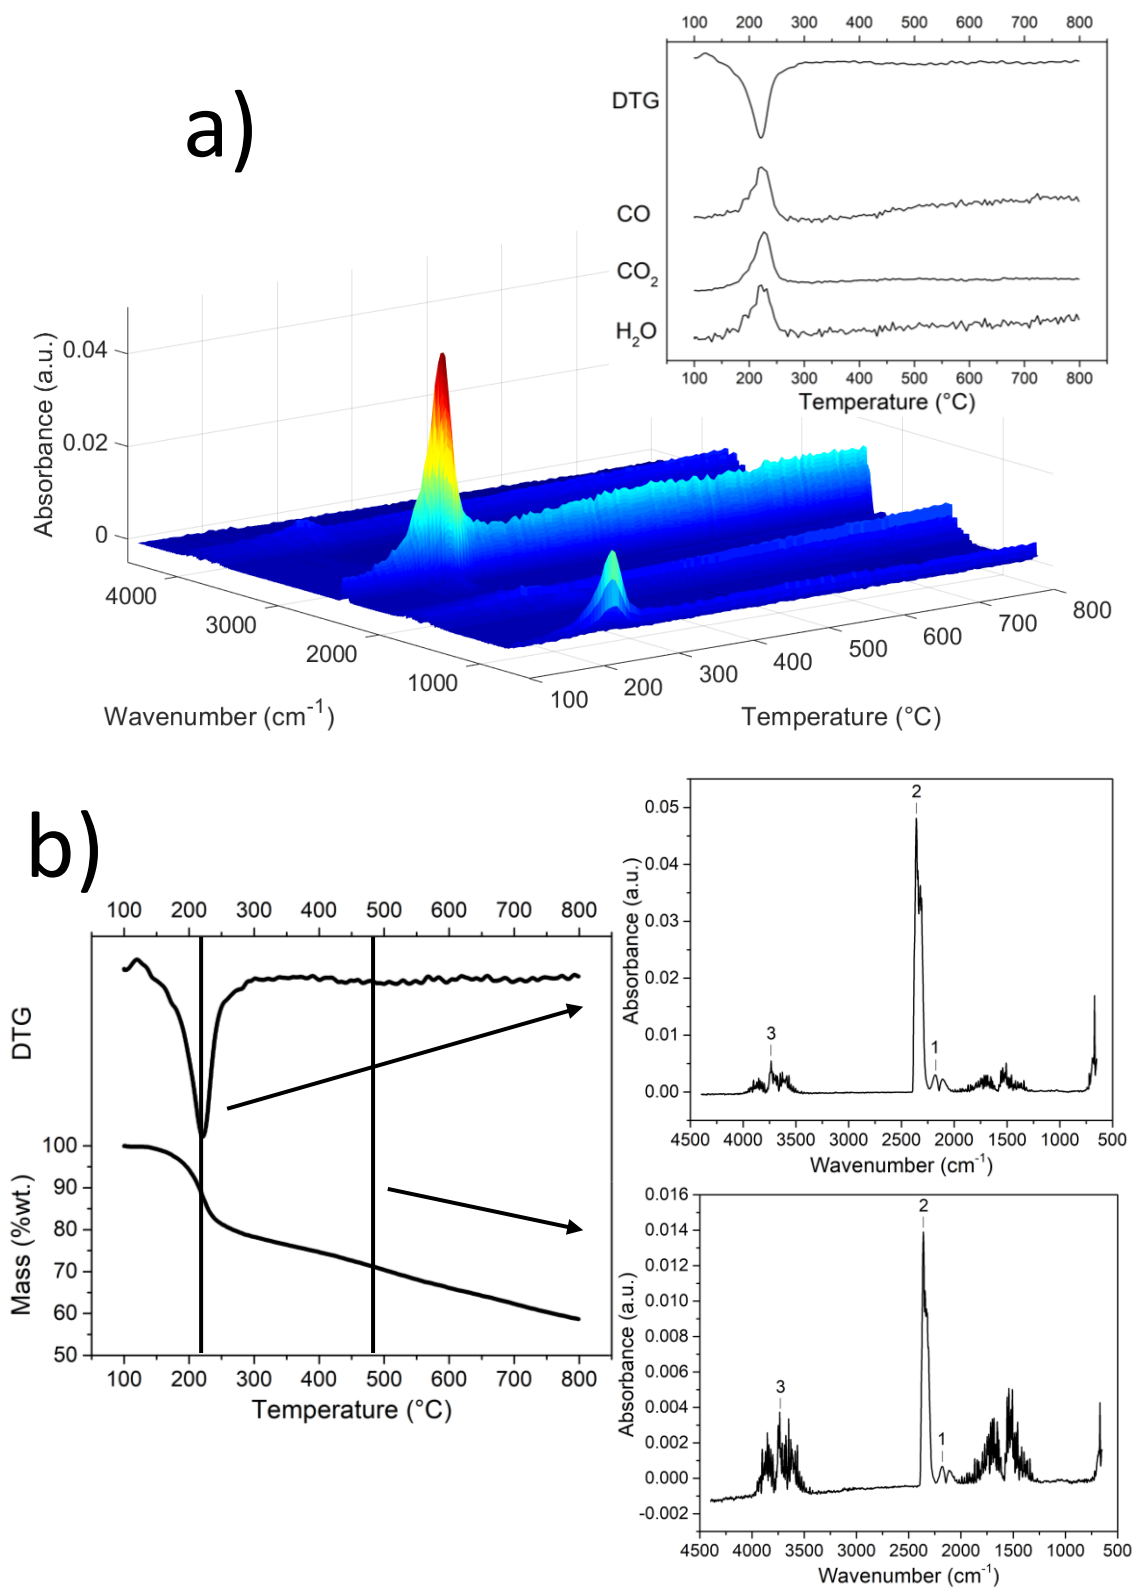 a)
100 200 300 400 500 600 700 800
DTG
CO
CO2
H2O
100 200 300 400 500 600 700 800
Temperature (°C)
Absorbance (a.u.)
0.04
0.02
0
4000
3000
2000
1000
Wavenumber (cm-1)
100
200
300
400
500
600
700
800
Temperature (°C)
b)
100 200 300 400 500 600 700 800
DTG
Mass (%wt.)
100
90
80
70
60
50
100 200 300 400 500 600 700 800
Temperature (°C)
Absorbance (a.u.)
0.05
0.04
0.03
0.02
0.01
0.00
2
3
1
4500 4000 3500 3000 2500 2000 1500 1000 500
Wavenumber (cm-1)
Absorbance (a.u.)
0.016
0.014
0.012
0.010
0.008
0.006
0.004
0.002
0.000
-0.002
2
3
1
4500 4000 3500 3000 2500 2000 1500 1000 500
Wavenumber (cm-1)